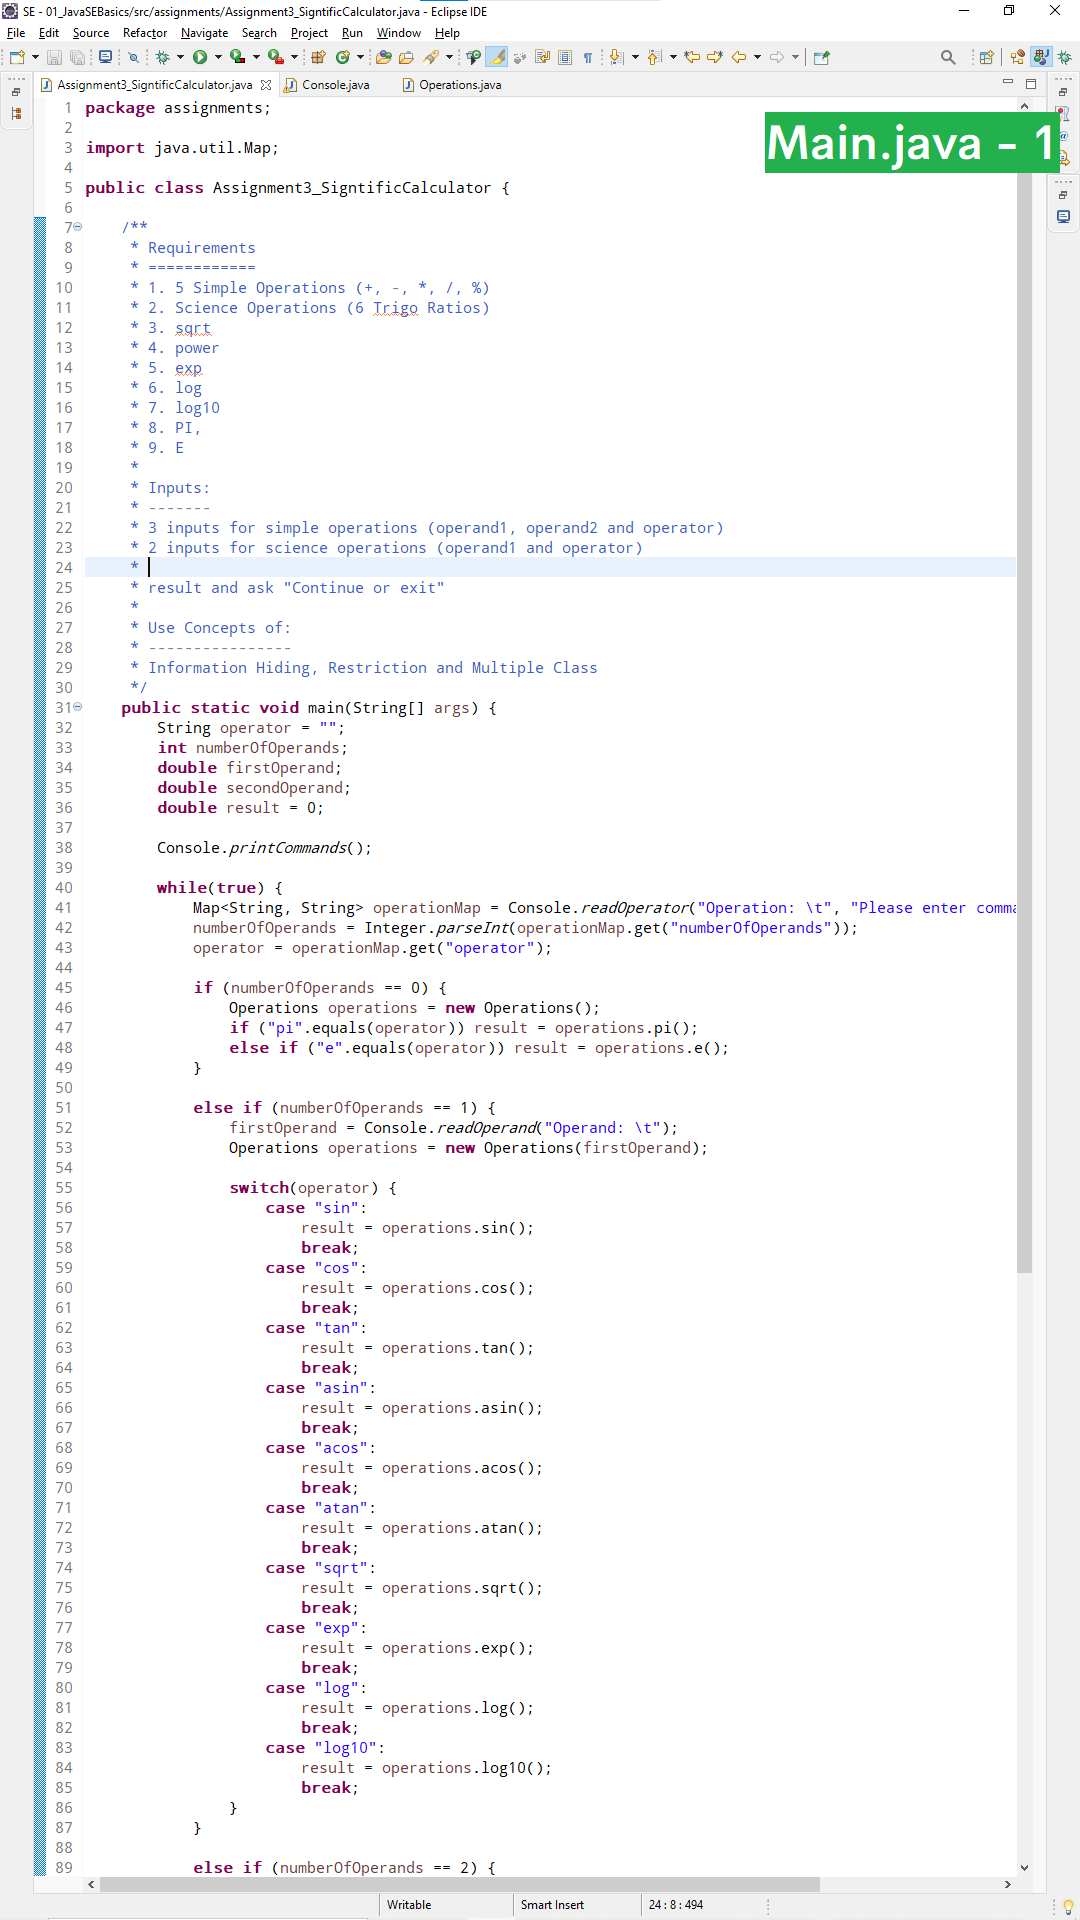 SE - 01_JavaSEBasics/src/assignments/Assignment3_SigntificCalculator.java - Eclipse IDE
File Edit Source Refactor Navigate Search Project Run Window Help
Assignment3_SigntificCalculator.java Console.java Operations.java
Main.java - 1
1 package assignments;
2
3 import java.util.Map;
4
5 public class Assignment3_SigntificCalculator {
6
7 /**
8 * Requirements
9 * ============
10 * 1. 5 Simple Operations (+, -, *, /, %)
11 * 2. Science Operations (6 Trigo Ratios)
12 * 3. sqrt
13 * 4. power
14 * 5. exp
15 * 6. log
16 * 7. log10
17 * 8. PI,
18 * 9. E
19 *
20 * Inputs:
21 * -------
22 * 3 inputs for simple operations (operand1, operand2 and operator)
23 * 2 inputs for science operations (operand1 and operator)
24 *
25 * result and ask "Continue or exit"
26 *
27 * Use Concepts of:
28 * ----------------
29 * Information Hiding, Restriction and Multiple Class
30 */
31 public static void main(String[] args) {
32 String operator = "";
33 int numberOfOperands;
34 double firstOperand;
35 double secondOperand;
36 double result = 0;
37
38 Console.printCommands();
39
40 while(true) {
41 Map<String, String> operationMap = Console.readOperator("Operation: \t", "Please enter comma
42 numberOfOperands = Integer.parseInt(operationMap.get("numberOfOperands"));
43 operator = operationMap.get("operator");
44
45 if (numberOfOperands == 0) {
46 Operations operations = new Operations();
47 if ("pi".equals(operator)) result = operations.pi();
48 else if ("e".equals(operator)) result = operations.e();
49 }
50
51 else if (numberOfOperands == 1) {
52 firstOperand = Console.readOperand("Operand: \t");
53 Operations operations = new Operations(firstOperand);
54
55 switch(operator) {
56 case "sin":
57 result = operations.sin();
58 break;
59 case "cos":
60 result = operations.cos();
61 break;
62 case "tan":
63 result = operations.tan();
64 break;
65 case "asin":
66 result = operations.asin();
67 break;
68 case "acos":
69 result = operations.acos();
70 break;
71 case "atan":
72 result = operations.atan();
73 break;
74 case "sqrt":
75 result = operations.sqrt();
76 break;
77 case "exp":
78 result = operations.exp();
79 break;
80 case "log":
81 result = operations.log();
82 break;
83 case "log10":
84 result = operations.log10();
85 break;
86 }
87 }
88
89 else if (numberOfOperands == 2) {
Writable Smart Insert 24 : 8 : 494